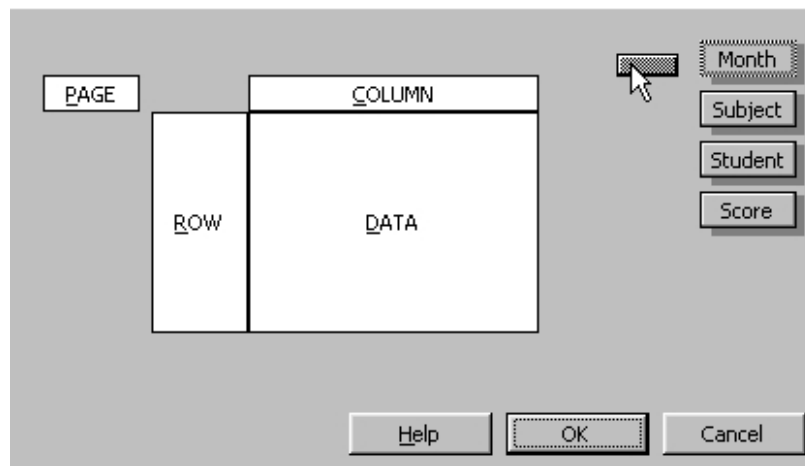 Month
PAGE
COLUMN
Subject
Student
ROW
DATA
Score
Help
OK
Cancel